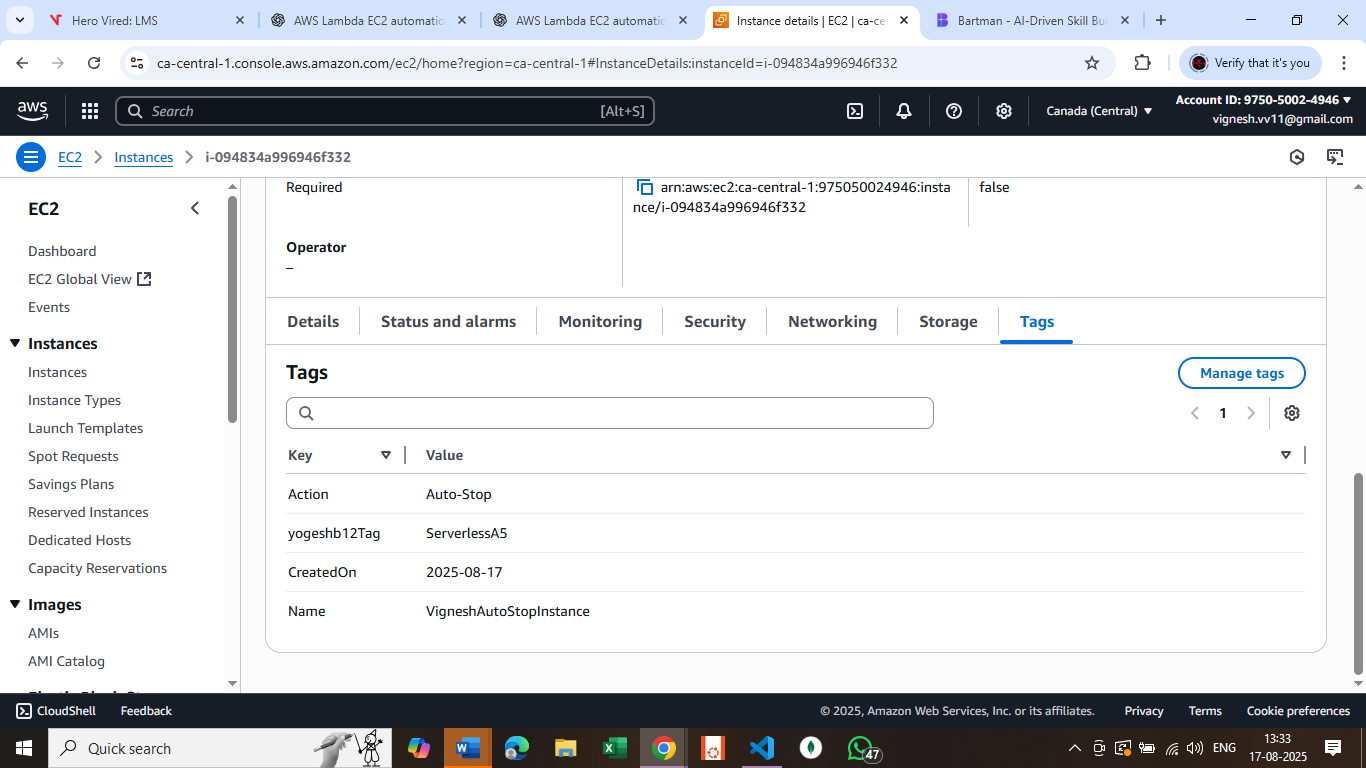 Hero Vired: LMS
AWS Lambda EC2 automatio
AWS Lambda EC2 automatio
Instance details | EC2 | ca-ce
Bartman - AI-Driven Skill Bui
ca-central-1.console.aws.amazon.com/ec2/home?region=ca-central-1#InstanceDetails:instanceId=i-094834a996946f332
Verify that it's you
aws
Search
[Alt+S]
Canada (Central)
Account ID: 9750-5002-4946
vignesh.vv11@gmail.com
EC2
Instances
i-094834a996946f332
EC2
Dashboard
EC2 Global View
Events
Instances
Instances
Instance Types
Launch Templates
Spot Requests
Savings Plans
Reserved Instances
Dedicated Hosts
Capacity Reservations
Images
AMIs
AMI Catalog
Required
arn:aws:ec2:ca-central-1:975050024946:insta
nce/i-094834a996946f332
false
Operator
–
Details
Status and alarms
Monitoring
Security
Networking
Storage
Tags
Tags
Manage tags
1
Key
Value
Action
Auto-Stop
yogeshb12Tag
ServerlessA5
CreatedOn
2025-08-17
Name
VigneshAutoStopInstance
CloudShell
Feedback
© 2025, Amazon Web Services, Inc. or its affiliates.
Privacy
Terms
Cookie preferences
Quick search
47
ENG
13:33
17-08-2025